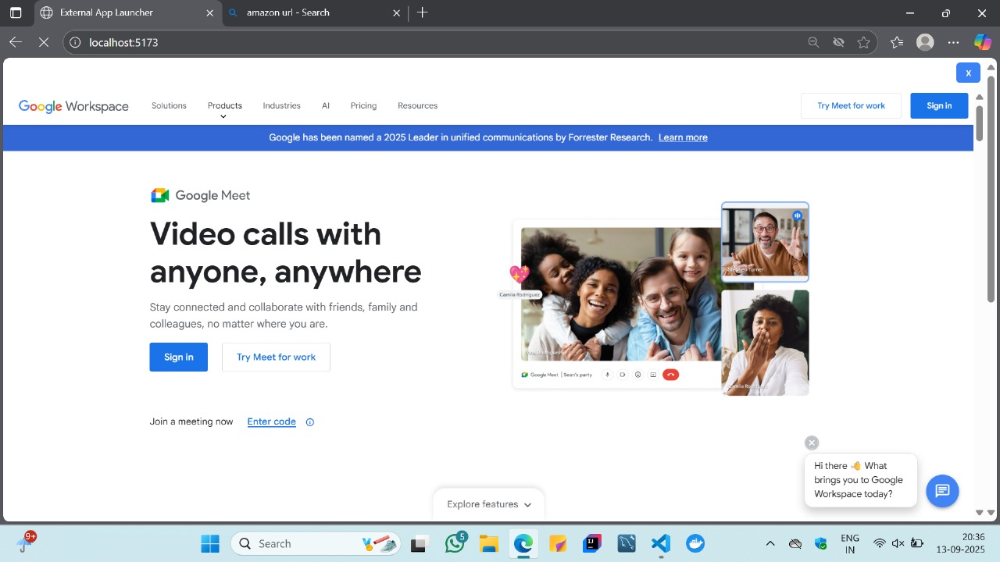 External App Launcher
amazon url - Search
localhost:5173
X
Google Workspace
Solutions
Products
Industries
AI
Pricing
Resources
Try Meet for work
Sign in
Google has been named a 2025 Leader in unified communications by Forrester Research. Learn more
Google Meet
Video calls with
anyone, anywhere
Stay connected and collaborate with friends, family and
colleagues, no matter where you are.
Sign in
Try Meet for work
Join a meeting now Enter code
Stephen Turner
Camila Rodriguez
Google Meet | Sean's party
Camila Rodriguez
Hi there 👋 What
brings you to Google
Workspace today?
Explore features
9+
Search
5
ENG
IN
20:36
13-09-2025